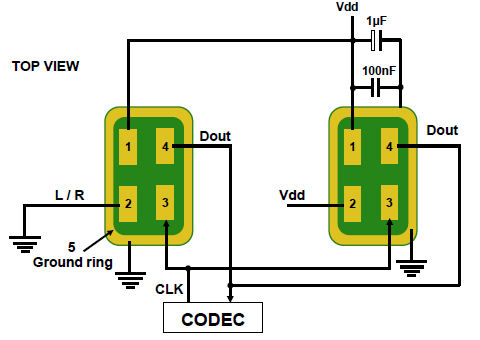 Vdd
1µF
TOP VIEW
100nF
Dout
Dout
1
4
1
4
L / R
2
3
Vdd
2
3
5
Ground ring
CLK
CODEC